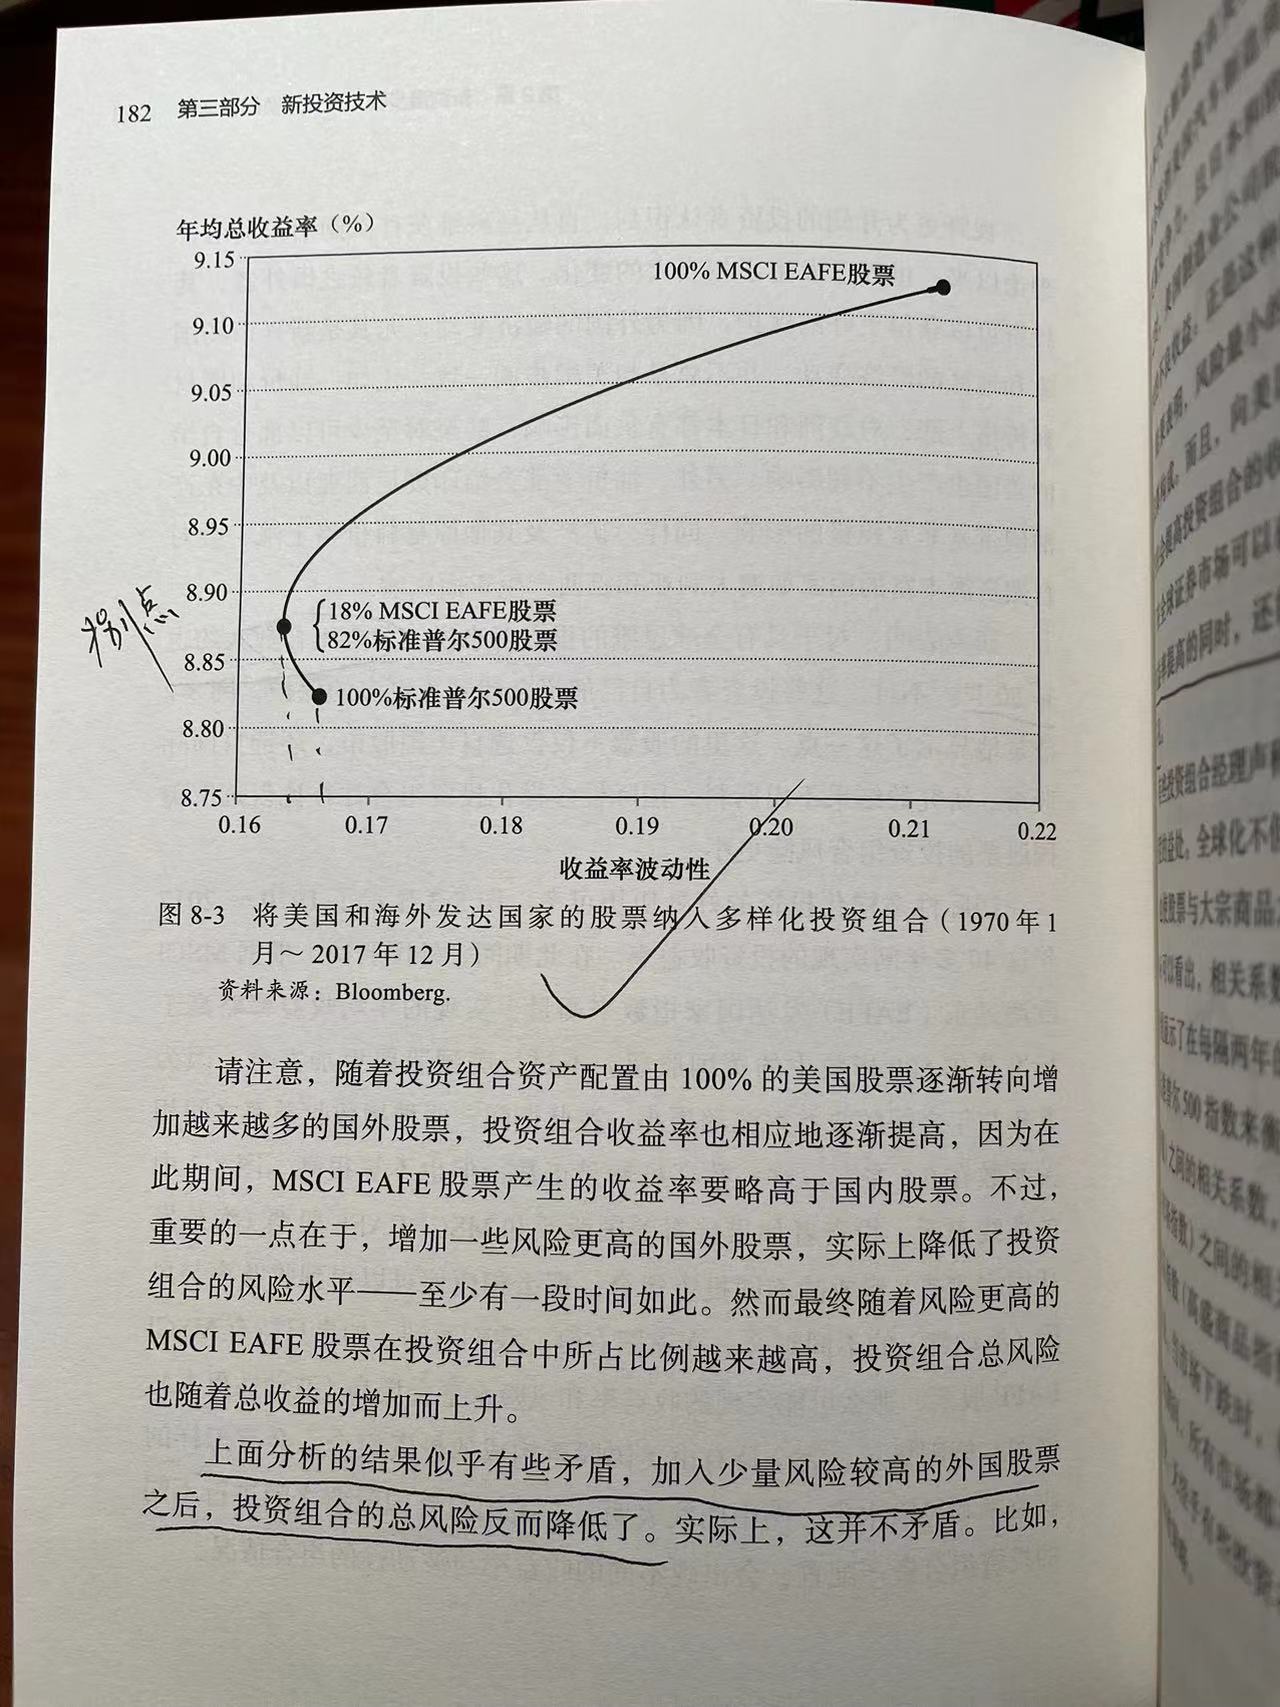 182 第三部分 新投资技术
年均总收益率（%）
9.15
100% MSCI EAFE股票
9.10
9.05
9.00
8.95
8.90
18% MSCI EAFE股票
82%标准普尔500股票
拐点
8.85
100%标准普尔500股票
8.80
8.75
0.16 0.17 0.18 0.19 0.20 0.21 0.22
收益率波动性
图 8-3 将美国和海外发达国家的股票纳入多样化投资组合（1970 年 1
月～ 2017 年 12 月）
资料来源：Bloomberg.
请注意，随着投资组合资产配置由 100% 的美国股票逐渐转向增
加越来越多的国外股票，投资组合收益率也相应地逐渐提高，因为在
此期间，MSCI EAFE 股票产生的收益率要略高于国内股票。不过，
重要的一点在于，增加一些风险更高的国外股票，实际上降低了投资
组合的风险水平——至少有一段时间如此。然而最终随着风险更高的
MSCI EAFE 股票在投资组合中所占比例越来越高，投资组合总风险
也随着总收益的增加而上升。
上面分析的结果似乎有些矛盾，加入少量风险较高的外国股票
之后，投资组合的总风险反而降低了。实际上，这并不矛盾。比如，